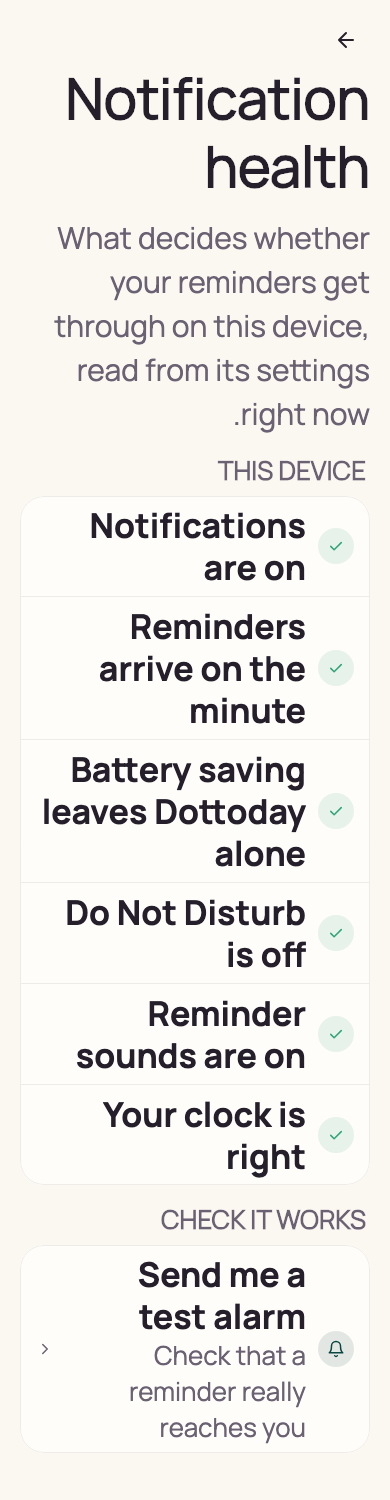 Notification
health
What decides whether
your reminders get
through on this device,
read from its settings
.right now
THIS DEVICE
Notifications
are on
Reminders
arrive on the
minute
Battery saving
leaves Dottoday
alone
Do Not Disturb
is off
Reminder
sounds are on
Your clock is
right
CHECK IT WORKS
Send me a
test alarm
Check that a
reminder really
reaches you